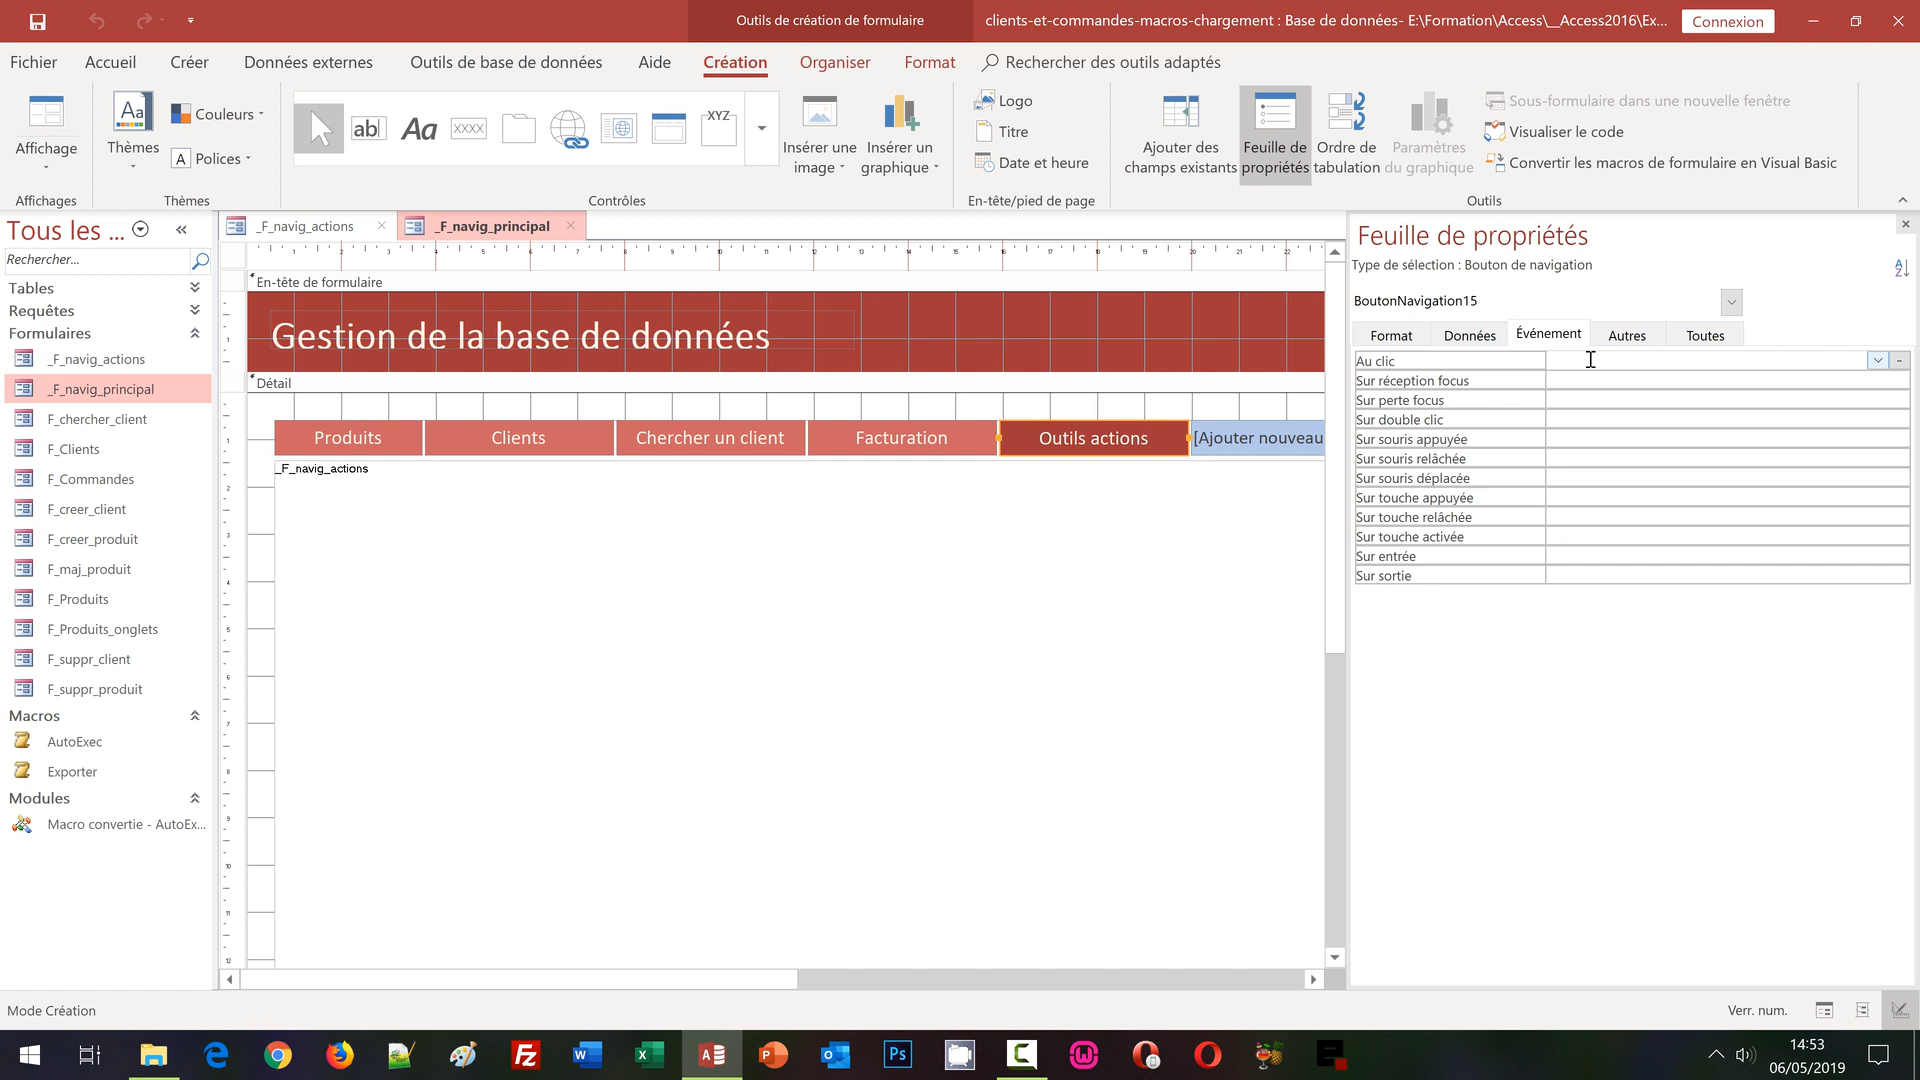 Outils de création de formulaire
clients-et-commandes-macros-chargement : Base de données- E:\Formation\Access\__Access2016\Ex...
Connexion
Fichier
Accueil
Créer
Données externes
Outils de base de données
Aide
Création
Organiser
Format
Rechercher des outils adaptés
Affichage
Thèmes
Couleurs
Polices
ab
Aa
XXXX
XYZ
Insérer une image
Insérer un graphique
Logo
Titre
Date et heure
Ajouter des champs existants
Feuille de propriétés
Ordre de tabulation
Paramètres du graphique
Sous-formulaire dans une nouvelle fenêtre
Visualiser le code
Convertir les macros de formulaire en Visual Basic
Affichages
Thèmes
Contrôles
En-tête/pied de page
Outils
Tous les ...
Rechercher...
Tables
Requêtes
Formulaires
_F_navig_actions
_F_navig_principal
F_chercher_client
F_Clients
F_Commandes
F_creer_client
F_creer_produit
F_maj_produit
F_Produits
F_Produits_onglets
F_suppr_client
F_suppr_produit
Macros
AutoExec
Exporter
Modules
Macro convertie - AutoEx...
_F_navig_actions
_F_navig_principal
En-tête de formulaire
Gestion de la base de données
Détail
Produits
Clients
Chercher un client
Facturation
Outils actions
[Ajouter nouveau
_F_navig_actions
Feuille de propriétés
Type de sélection : Bouton de navigation
BoutonNavigation15
Format
Données
Événement
Autres
Toutes
Au clic
Sur réception focus
Sur perte focus
Sur double clic
Sur souris appuyée
Sur souris relâchée
Sur souris déplacée
Sur touche appuyée
Sur touche relâchée
Sur touche activée
Sur entrée
Sur sortie
Mode Création
Verr. num.
14:53
06/05/2019